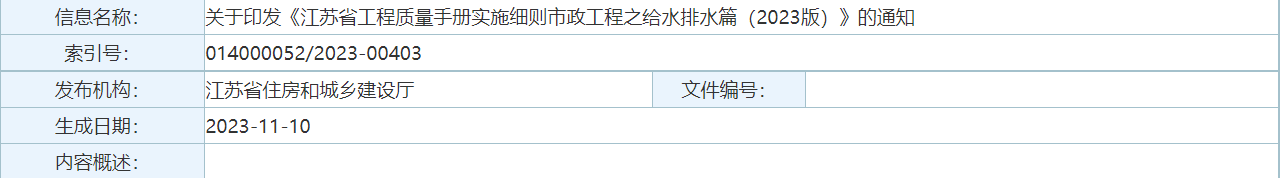 信息名称： 关于印发《江苏省工程质量手册实施细则市政工程之给水排水篇（2023版）》的通知
索引号： 014000052/2023-00403
发布机构： 江苏省住房和城乡建设厅 文件编号：
生成日期： 2023-11-10
内容概述：